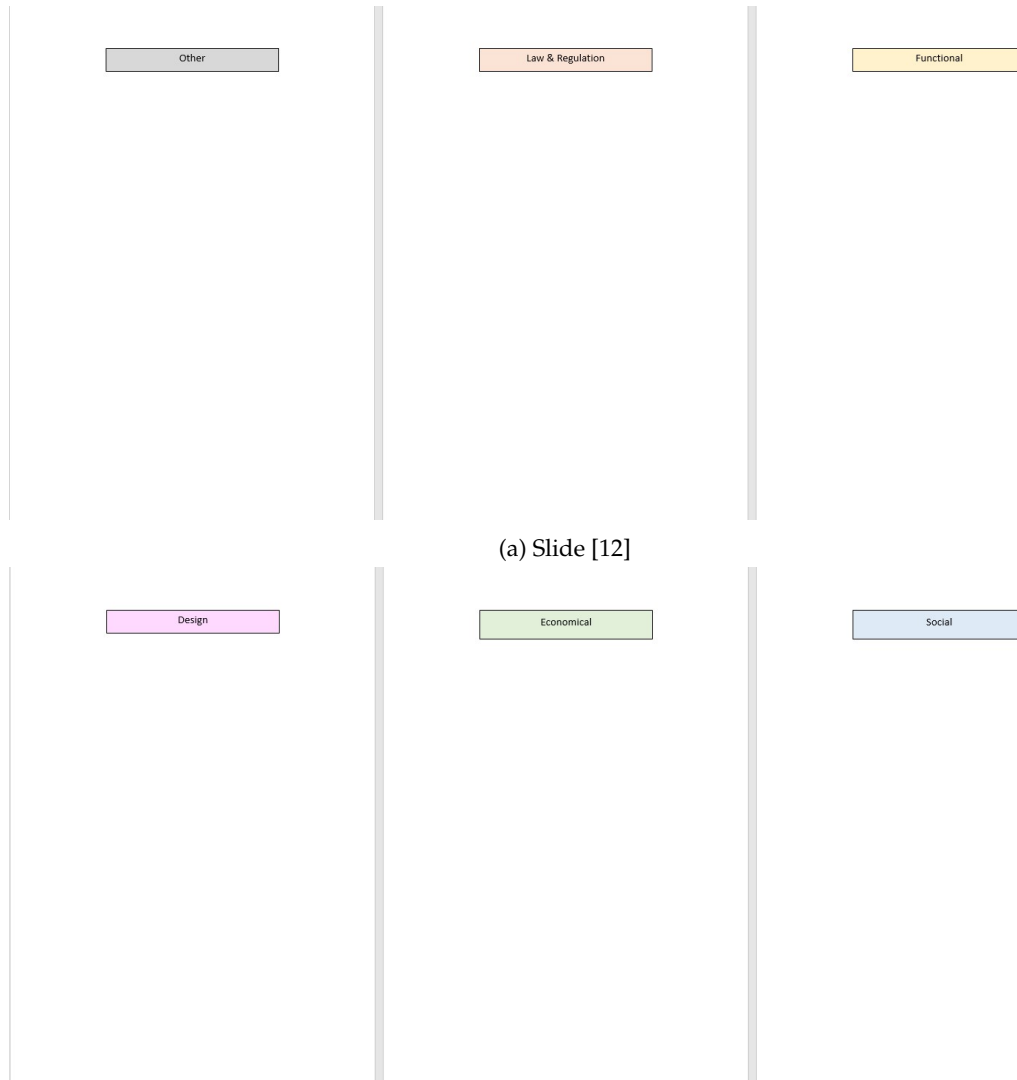 Other
Law & Regulation
Functional
(a) Slide [12]
Design
Economical
Social